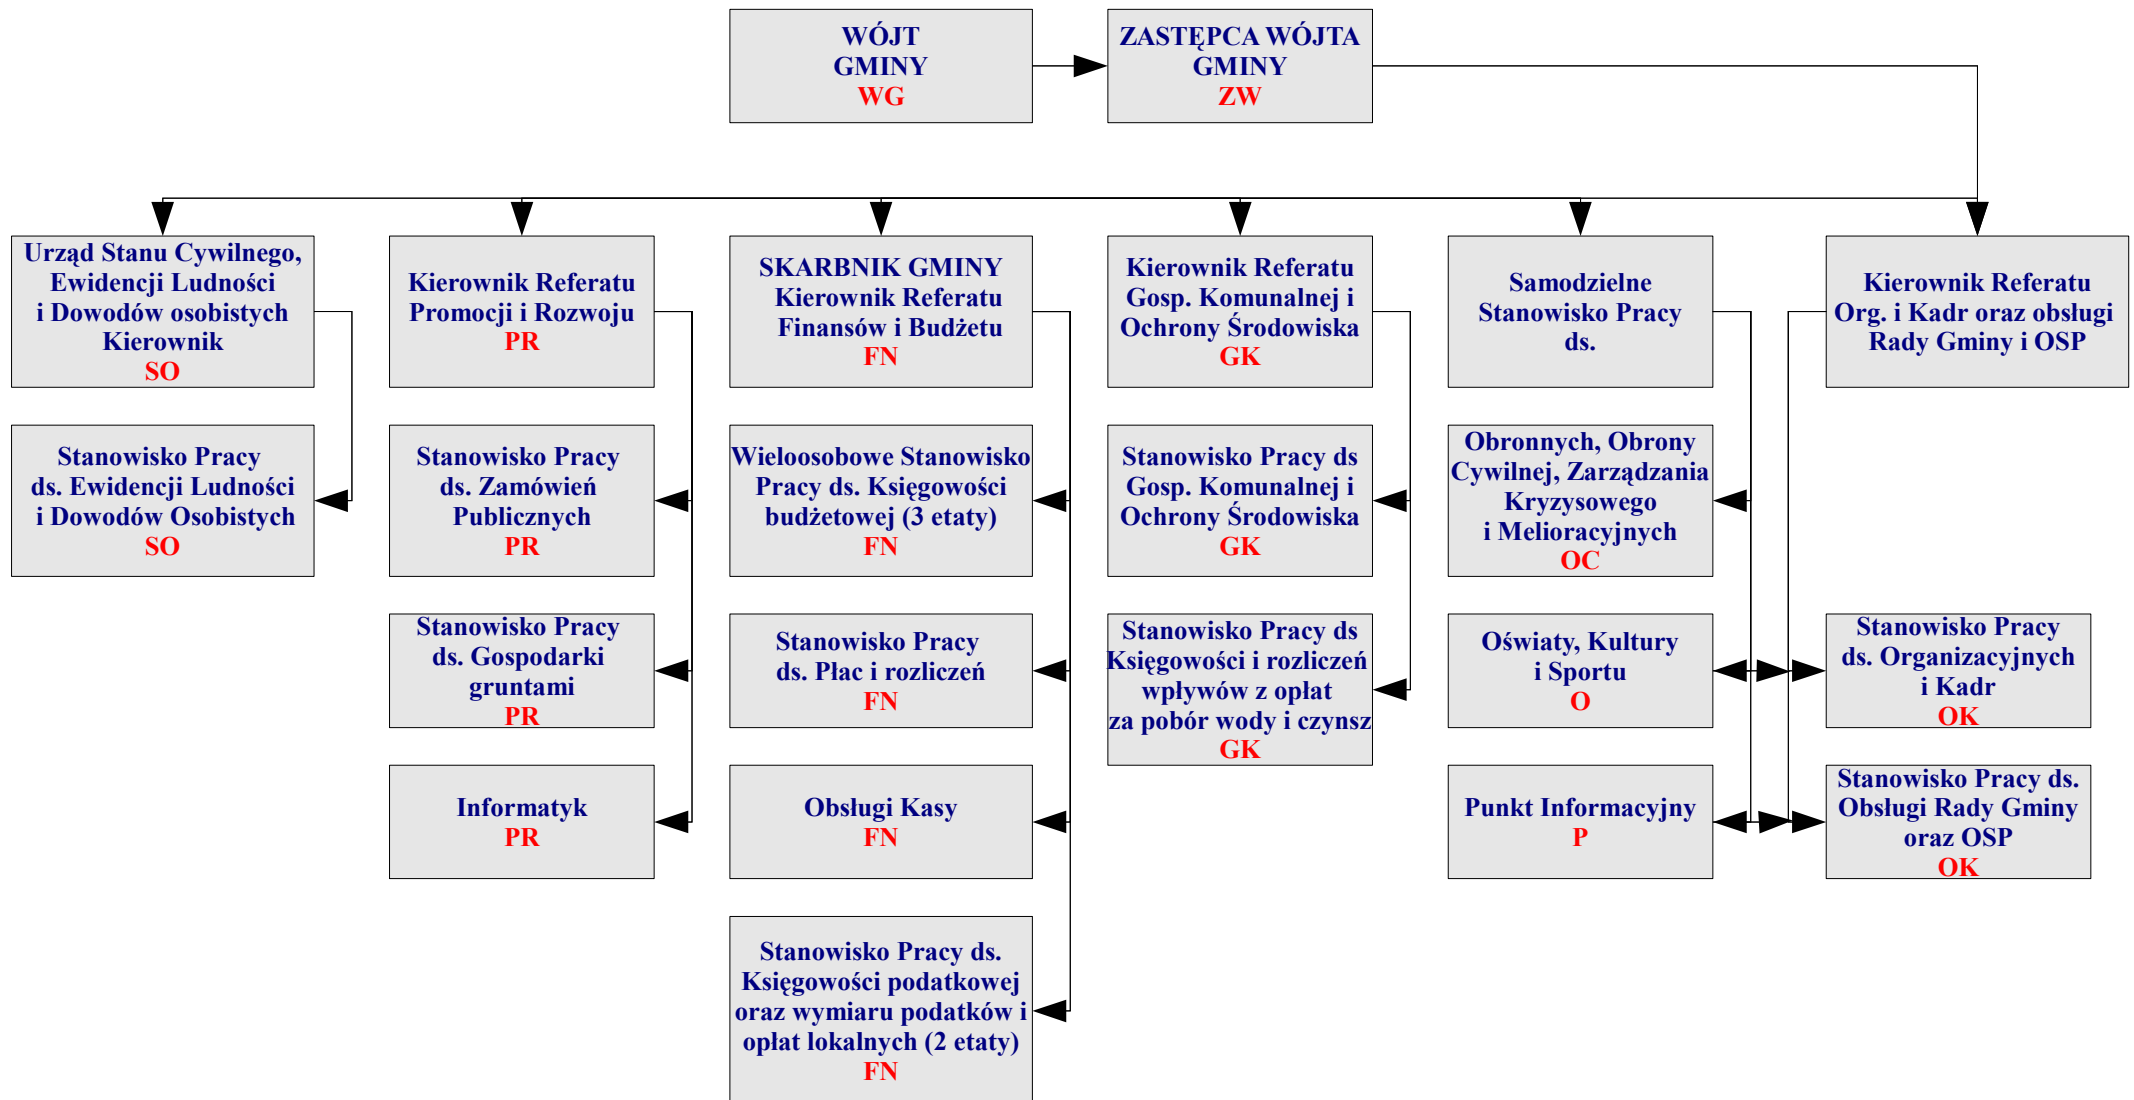 WÓJT
GMINY
WG
ZASTĘPCA WÓJTA
GMINY
ZW
Urząd Stanu Cywilnego,
Ewidencji Ludności
i Dowodów osobistych
Kierownik
SO
Kierownik Referatu
Promocji i Rozwoju
PR
SKARBNIK GMINY
Kierownik Referatu
Finansów i Budżetu
FN
Kierownik Referatu
Gosp. Komunalnej i
Ochrony Środowiska
GK
Samodzielne
Stanowisko Pracy
ds.
Kierownik Referatu
Org. i Kadr oraz obsługi
Rady Gminy i OSP
Stanowisko Pracy
ds. Ewidencji Ludności
i Dowodów Osobistych
SO
Stanowisko Pracy
ds. Zamówień
Publicznych
PR
Wieloosobowe Stanowisko
Pracy ds. Księgowości
budżetowej (3 etaty)
FN
Stanowisko Pracy ds
Gosp. Komunalnej i
Ochrony Środowiska
GK
Obronnych, Obrony
Cywilnej, Zarządzania
Kryzysowego
i Melioracyjnych
OC
Stanowisko Pracy
ds. Gospodarki
gruntami
PR
Stanowisko Pracy
ds. Płac i rozliczeń
FN
Stanowisko Pracy ds
Księgowości i rozliczeń
wpływów z opłat
za pobór wody i czynsz
GK
Oświaty, Kultury
i Sportu
O
Stanowisko Pracy
ds. Organizacyjnych
i Kadr
OK
Informatyk
PR
Obsługi Kasy
FN
Punkt Informacyjny
P
Stanowisko Pracy ds.
Obsługi Rady Gminy
oraz OSP
OK
Stanowisko Pracy ds.
Księgowości podatkowej
oraz wymiaru podatków i
opłat lokalnych (2 etaty)
FN